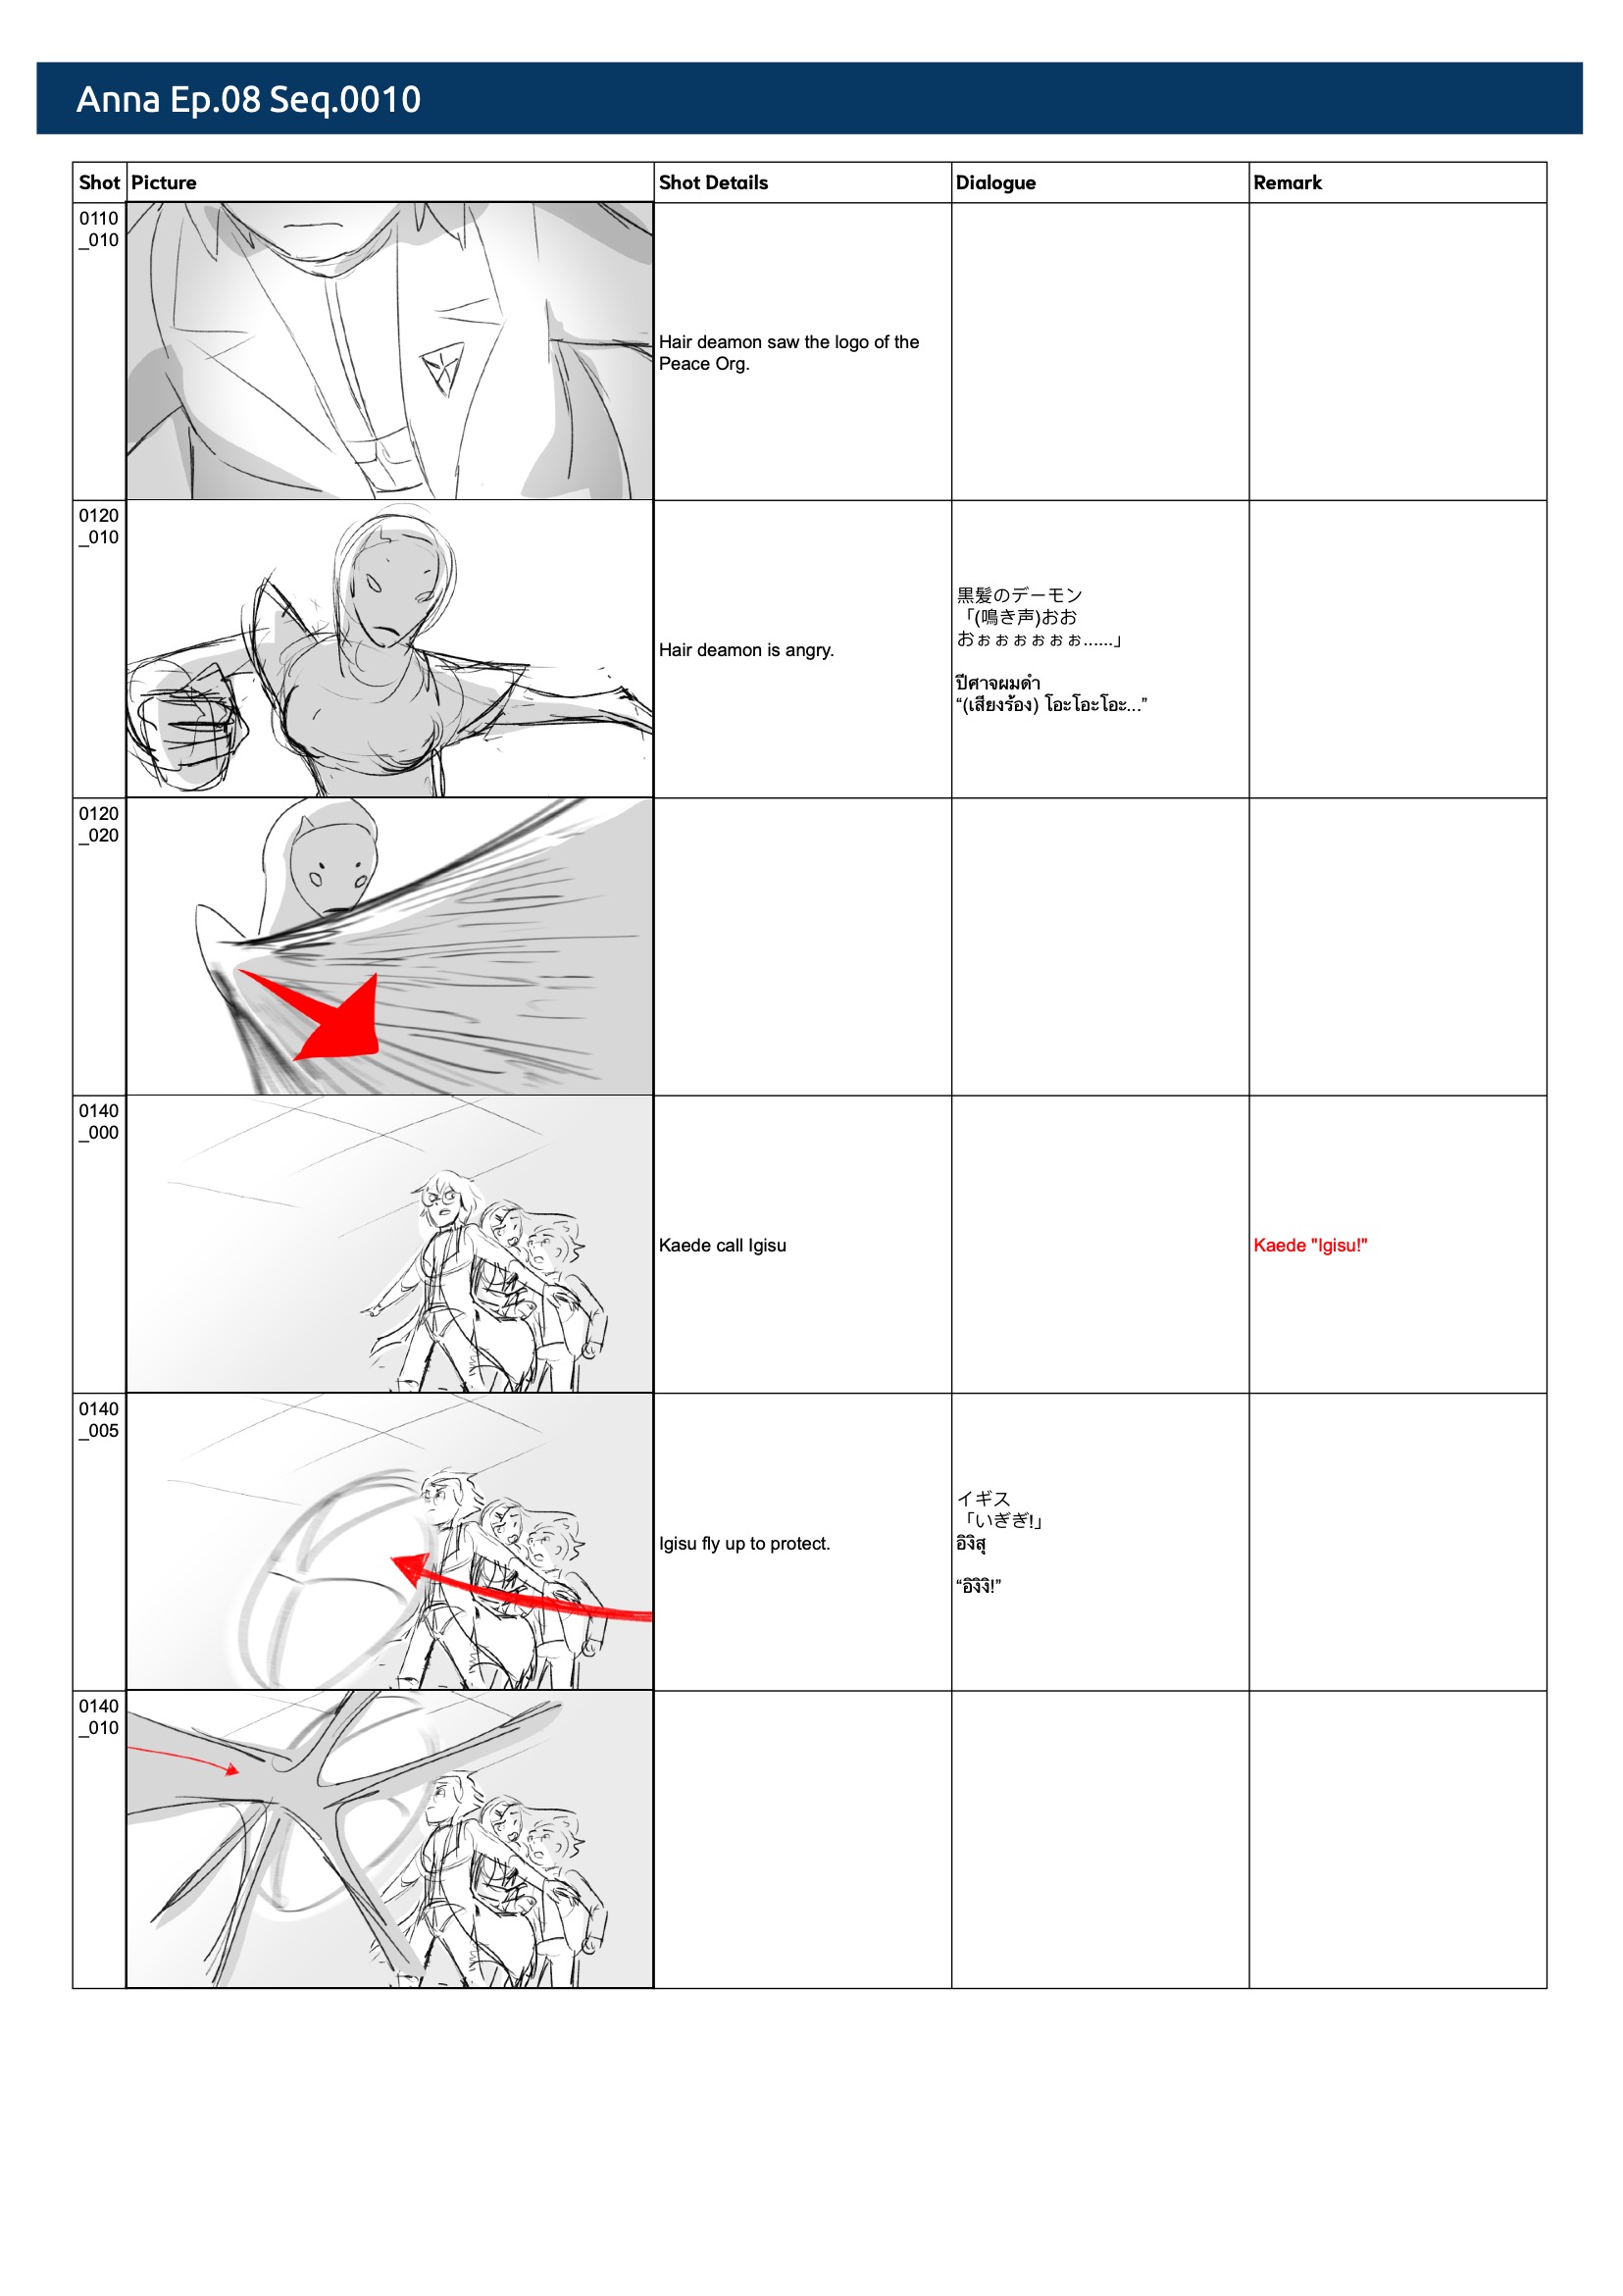 Anna Ep.08 Seq.0010
Shot Picture Shot Details Dialogue Remark
0110
_010
Hair deamon saw the logo of the
Peace Org.
0120
_010
Hair deamon is angry.
黒髪のデーモン
「(鳴き声)おお
おぉぉぉぉぉぉ......」
ปีศาจผมดำ
“(เสียงร้อง) โอะโอะโอะ...”
0120
_020
0140
_000
Kaede call Igisu
Kaede "Igisu!"
0140
_005
Igisu fly up to protect.
イギス
「いぎぎ!」
อิงิสุ
“อิงิงิ!”
0140
_010